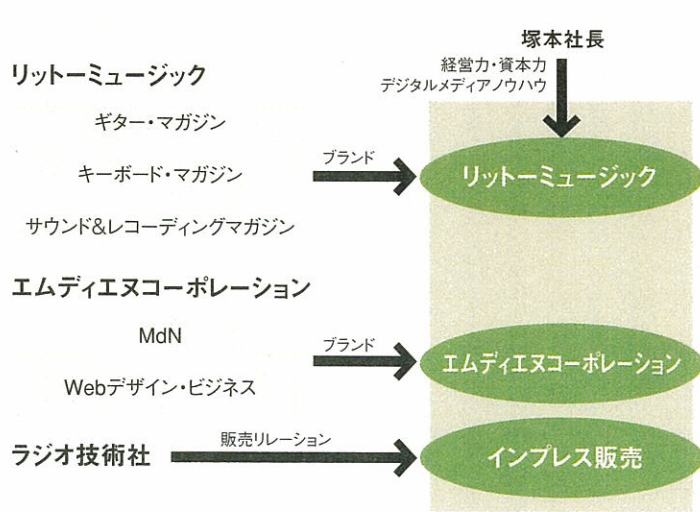 塚本社長
経営力・資本力
デジタルメディアノウハウ
リットーミュージック
ギター・マガジン
キーボード・マガジン
サウンド&レコーディングマガジン
ブランド
リットーミュージック
エムディエヌコーポレーション
MdN
Webデザイン・ビジネス
ブランド
エムディエヌコーポレーション
ラジオ技術社
販売リレーション
インプレス販売